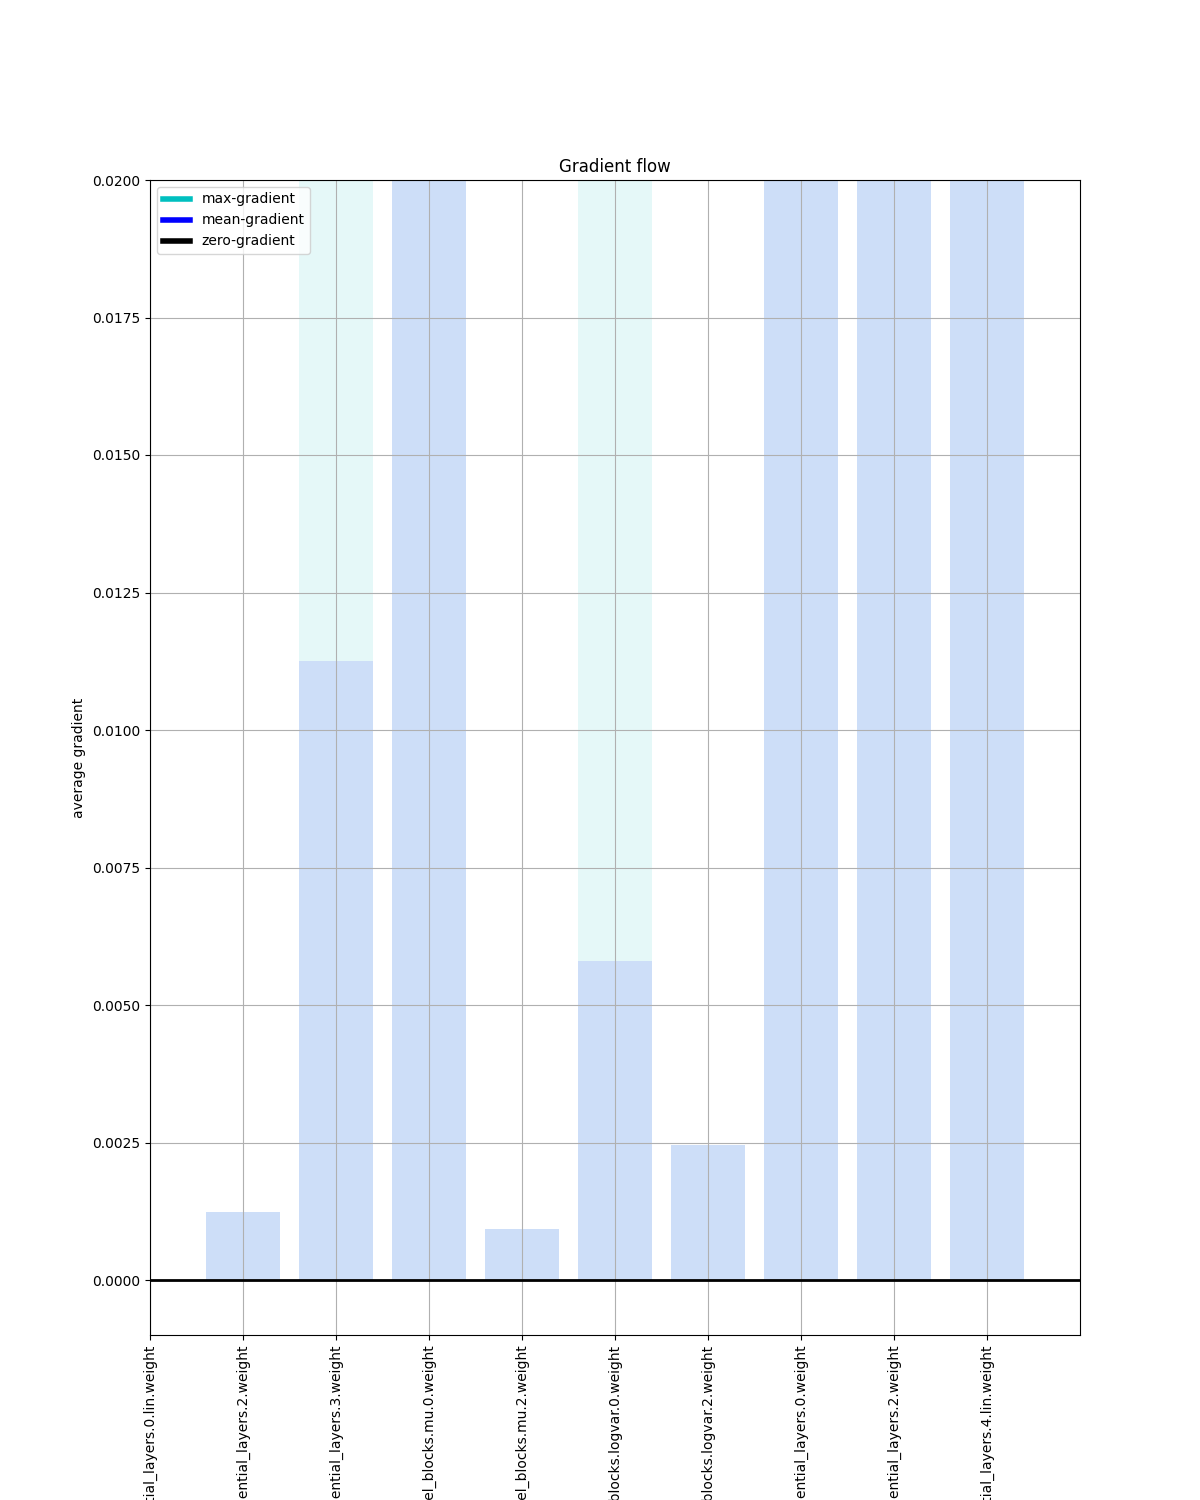 Gradient flow
max-gradient
mean-gradient
zero-gradient
0.0200
0.0175
0.0150
0.0125
0.0100
0.0075
0.0050
0.0025
0.0000
average gradient
tial_layers.0.lin.weight
ential_layers.2.weight
ential_layers.3.weight
el_blocks.mu.0.weight
el_blocks.mu.2.weight
blocks.logvar.0.weight
blocks.logvar.2.weight
ential_layers.0.weight
ential_layers.2.weight
tial_layers.4.lin.weight